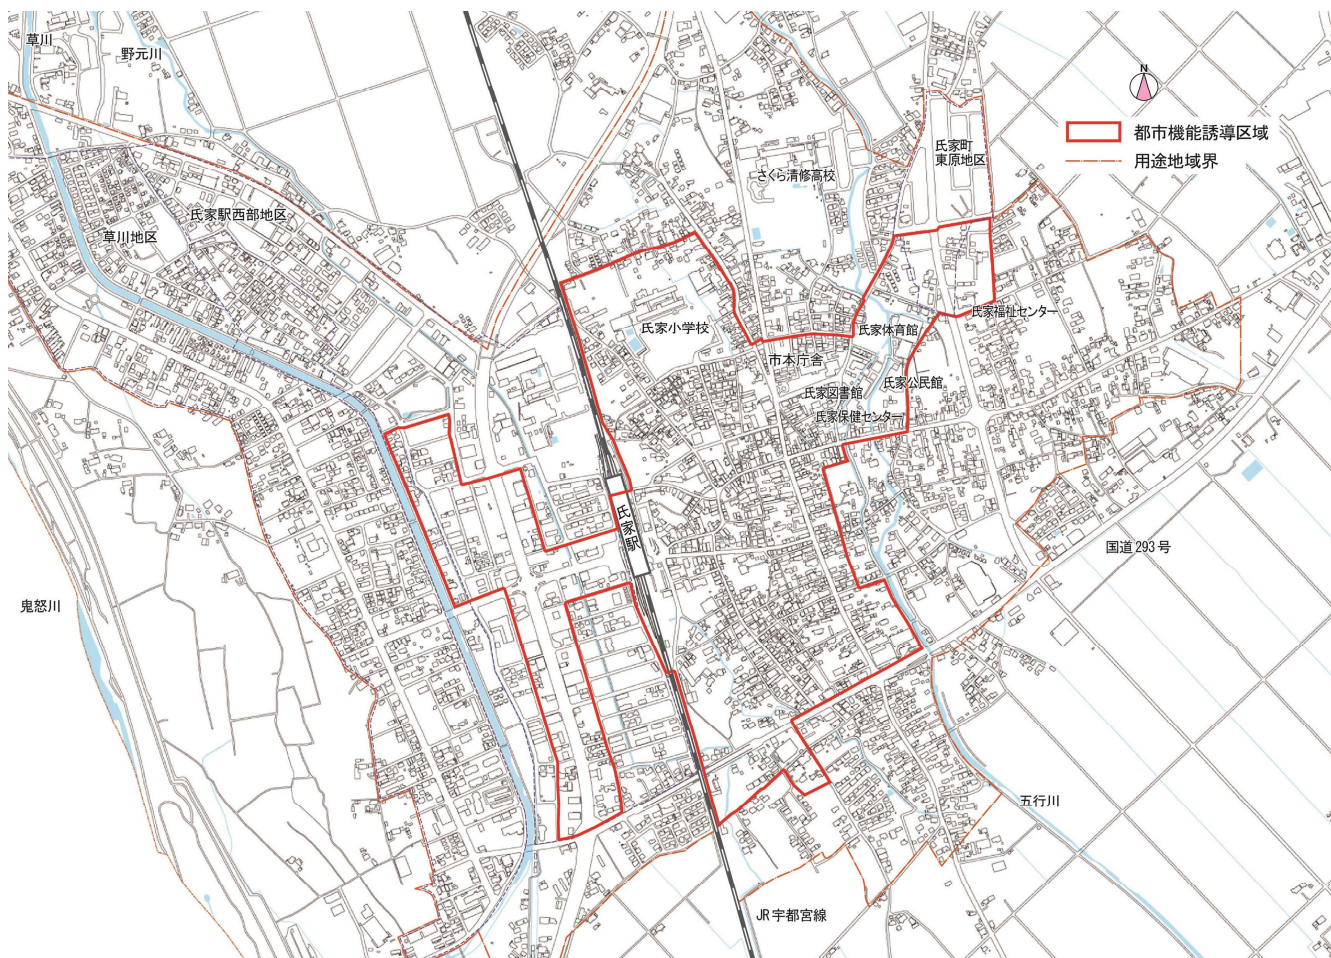 草川
野元川
N
都市機能誘導区域
用途地域界
氏家町
東原地区
さくら清修高校
氏家駅西部地区
草川地区
氏家福祉センター
氏家小学校
氏家体育館
市本庁舎
氏家公民館
氏家図書館
氏家保健センター
氏家駅
国道293号
鬼怒川
五行川
JR宇都宮線